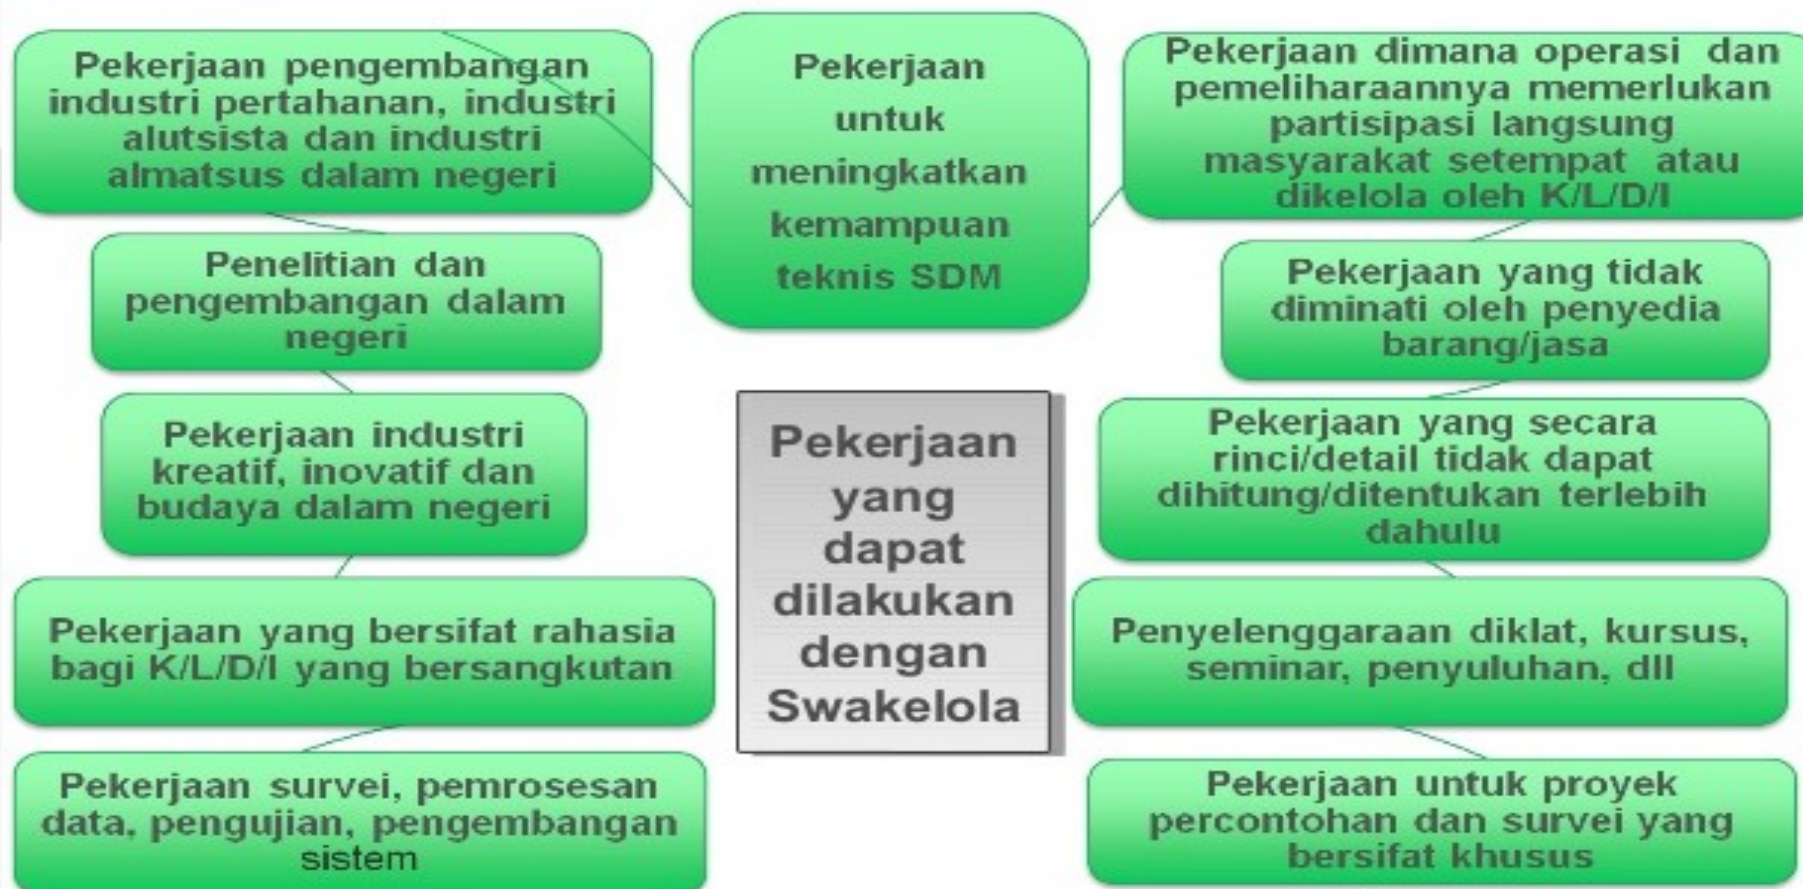 Pekerjaan pengembangan
industri pertahanan, industri
alutsista dan industri
almatsus dalam negeri
Penelitian dan
pengembangan dalam
negeri
Pekerjaan industri
kreatif, inovatif dan
budaya dalam negeri
Pekerjaan yang bersifat rahasia
bagi K/L/D/I yang bersangkutan
Pekerjaan survei, pemrosesan
data, pengujian, pengembangan
sistem
Pekerjaan
untuk
meningkatkan
kemampuan
teknis SDM
Pekerjaan
yang
dapat
dilakukan
dengan
Swakelola
Pekerjaan dimana operasi dan
pemeliharaannya memerlukan
partisipasi langsung
masyarakat setempat atau
dikelola oleh K/L/D/I
Pekerjaan yang tidak
diminati oleh penyedia
barang/jasa
Pekerjaan yang secara
rinci/detail tidak dapat
dihitung/ditentukan terlebih
dahulu
Penyelenggaraan diklat, kursus,
seminar, penyuluhan, dll
Pekerjaan untuk proyek
percontohan dan survei yang
bersifat khusus